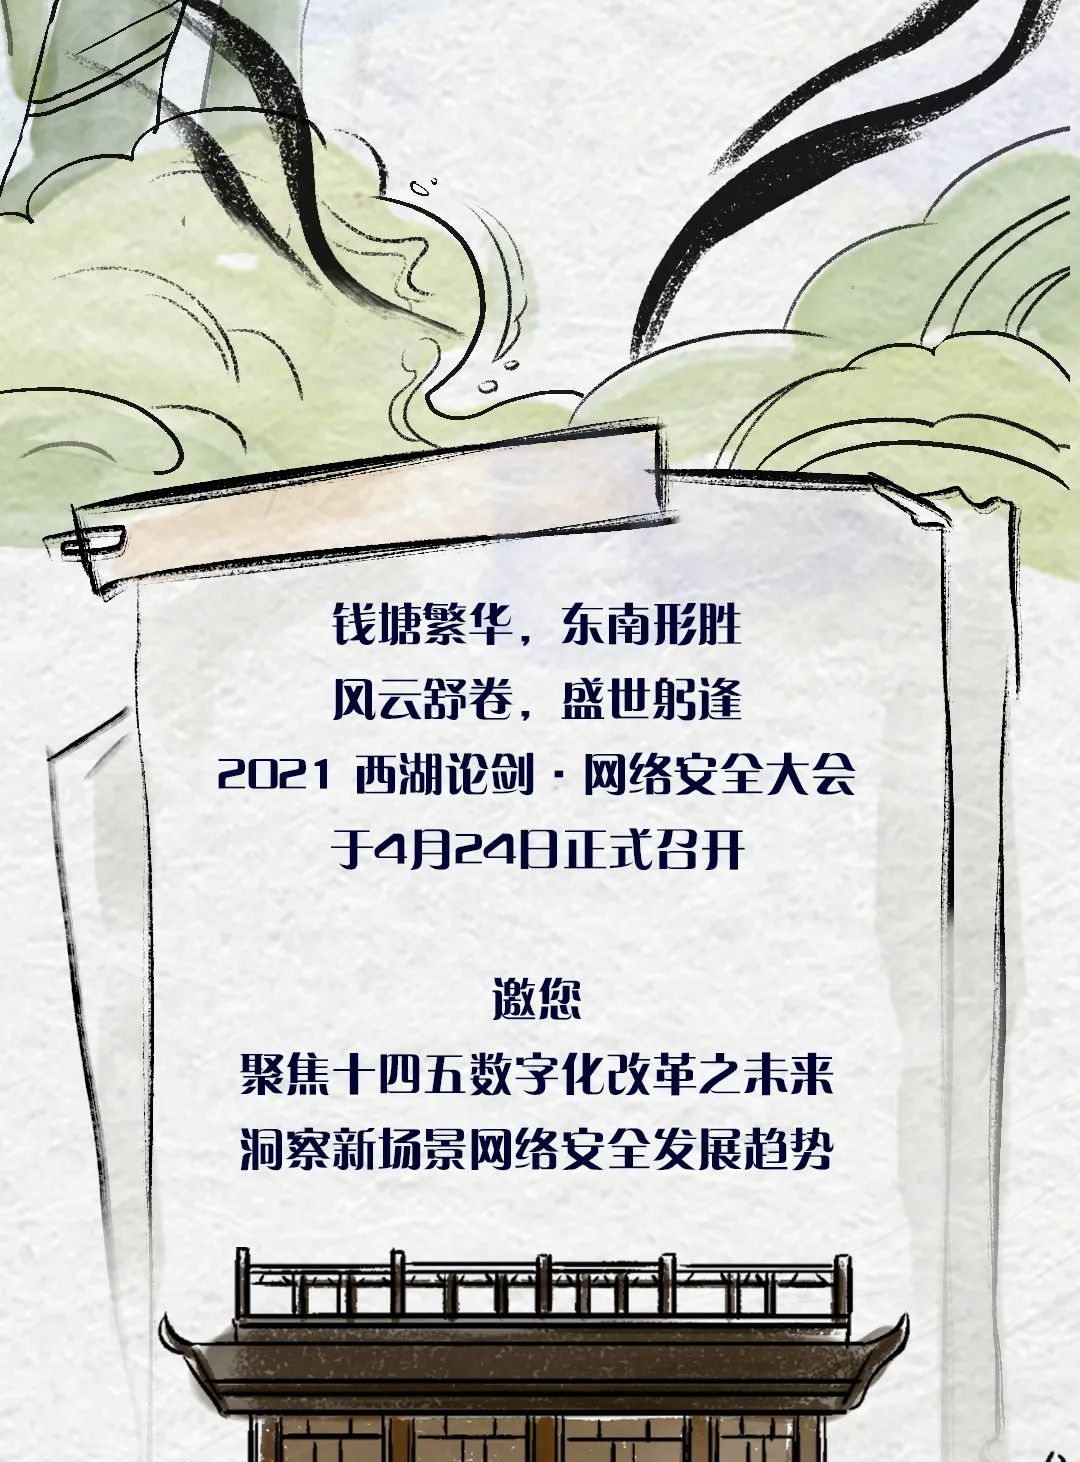 钱塘繁华，东南形胜
风云舒卷，盛世躬逢
2021 西湖论剑·网络安全大会
于4月24日正式召开
邀您
聚焦十四五数字化改革之未来
洞察新场景网络安全发展趋势